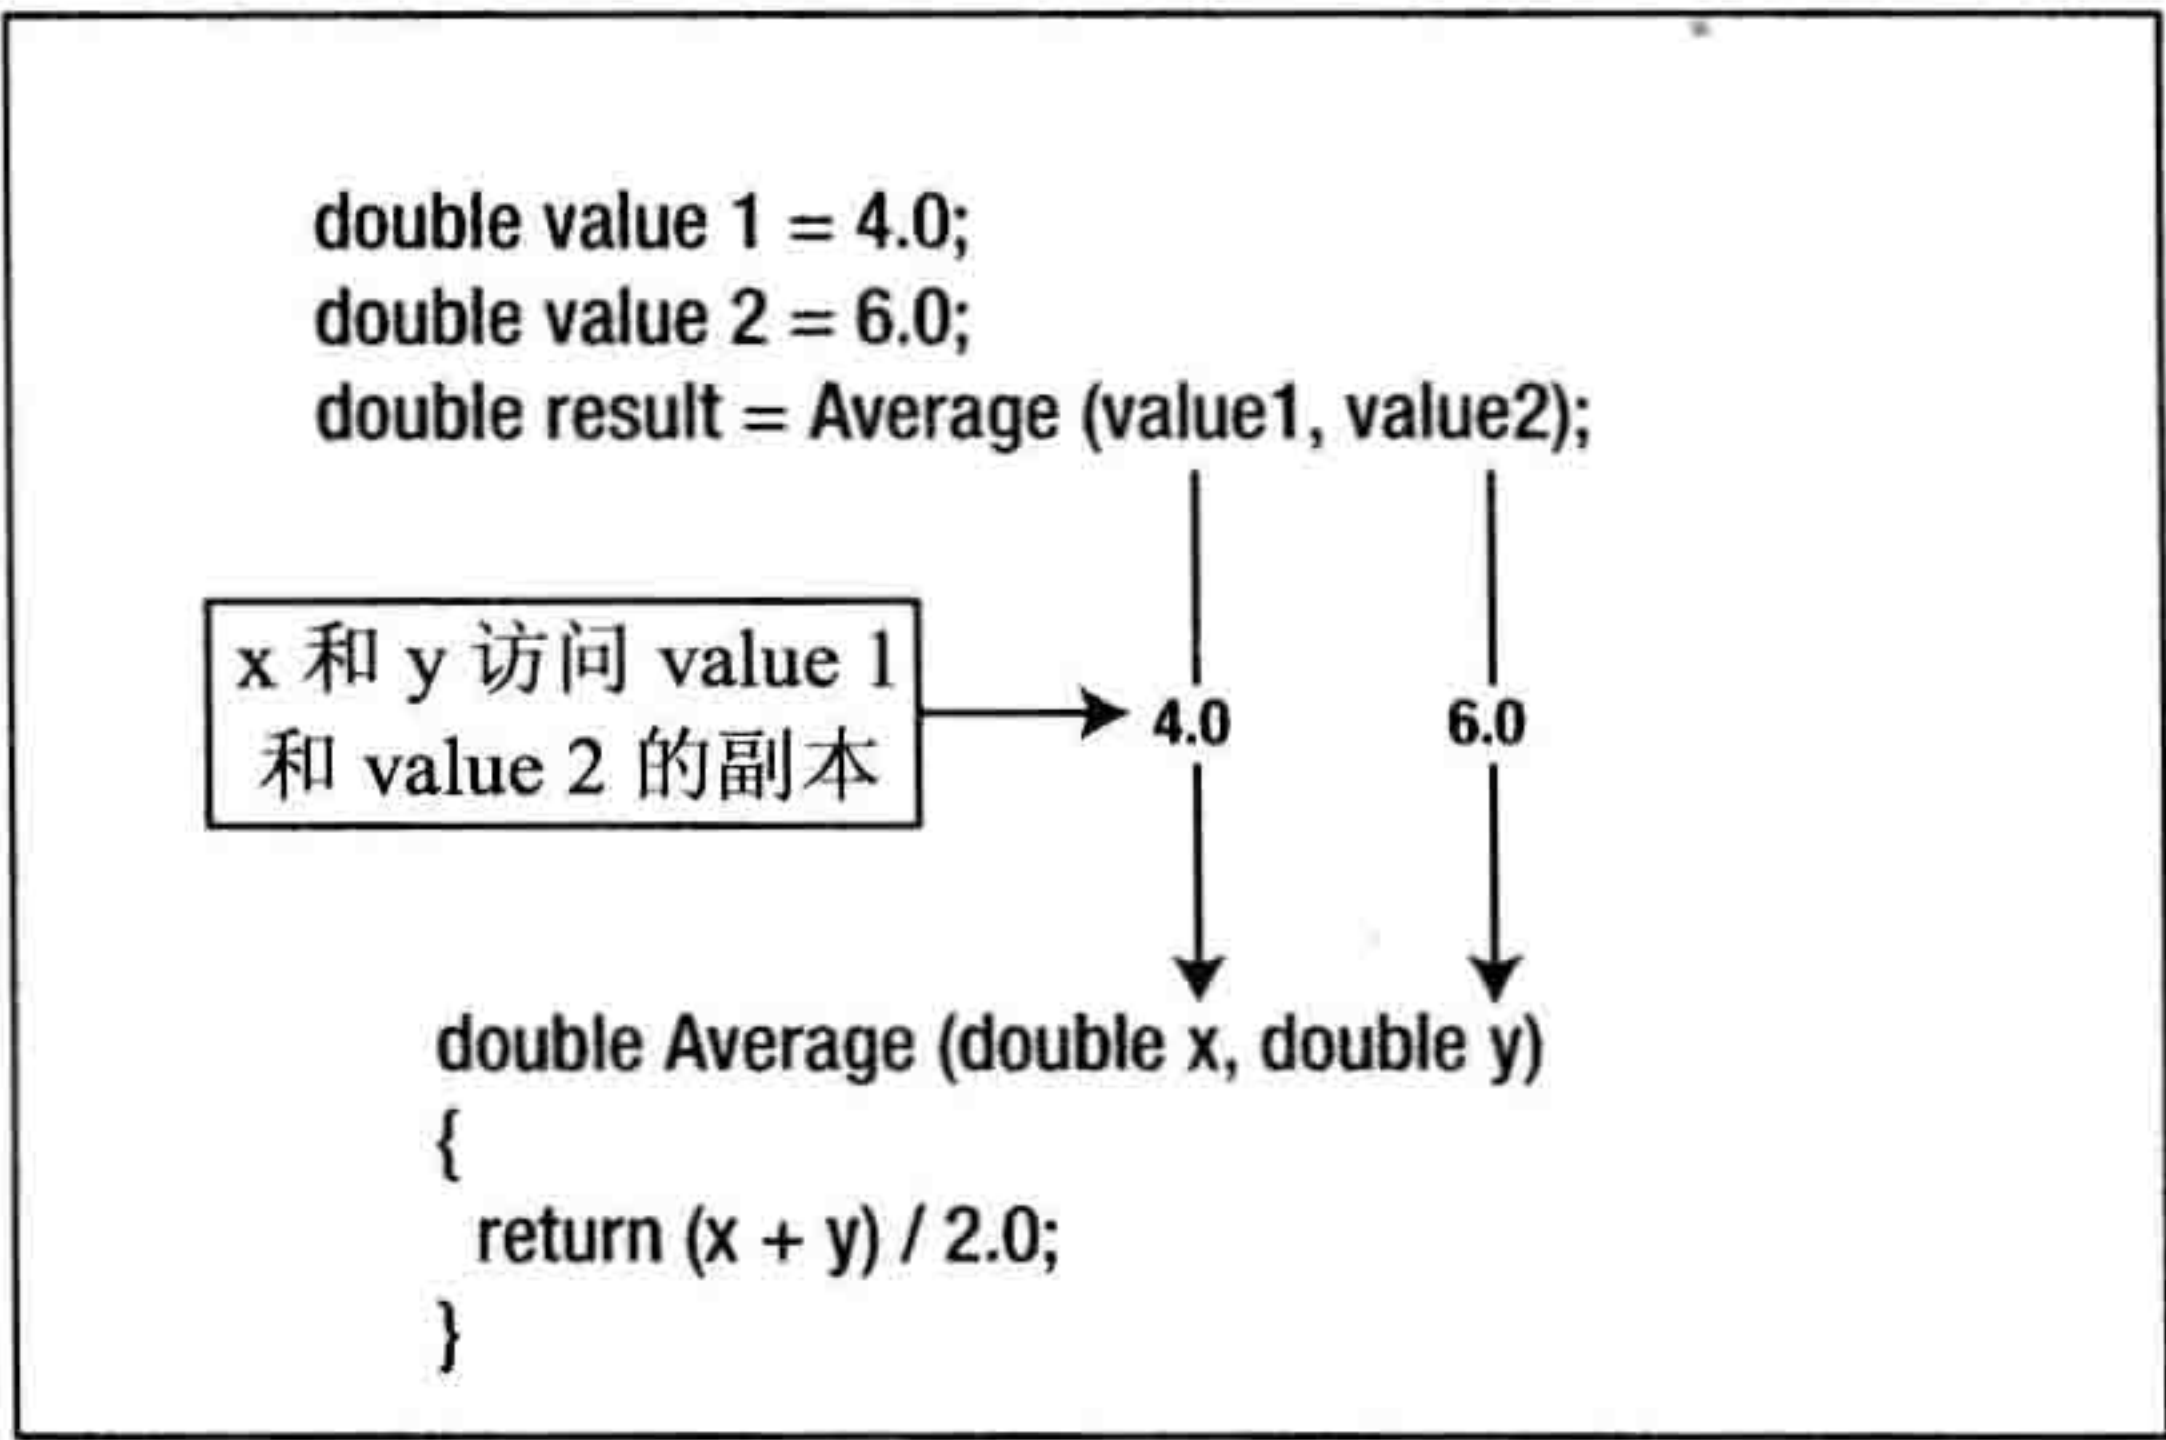 double value 1 = 4.0;
double value 2 = 6.0;
double result = Average (value1, value2);
x 和 y 访问 value 1
和 value 2 的副本
4.0 6.0
double Average (double x, double y)
{
return (x + y) / 2.0;
}